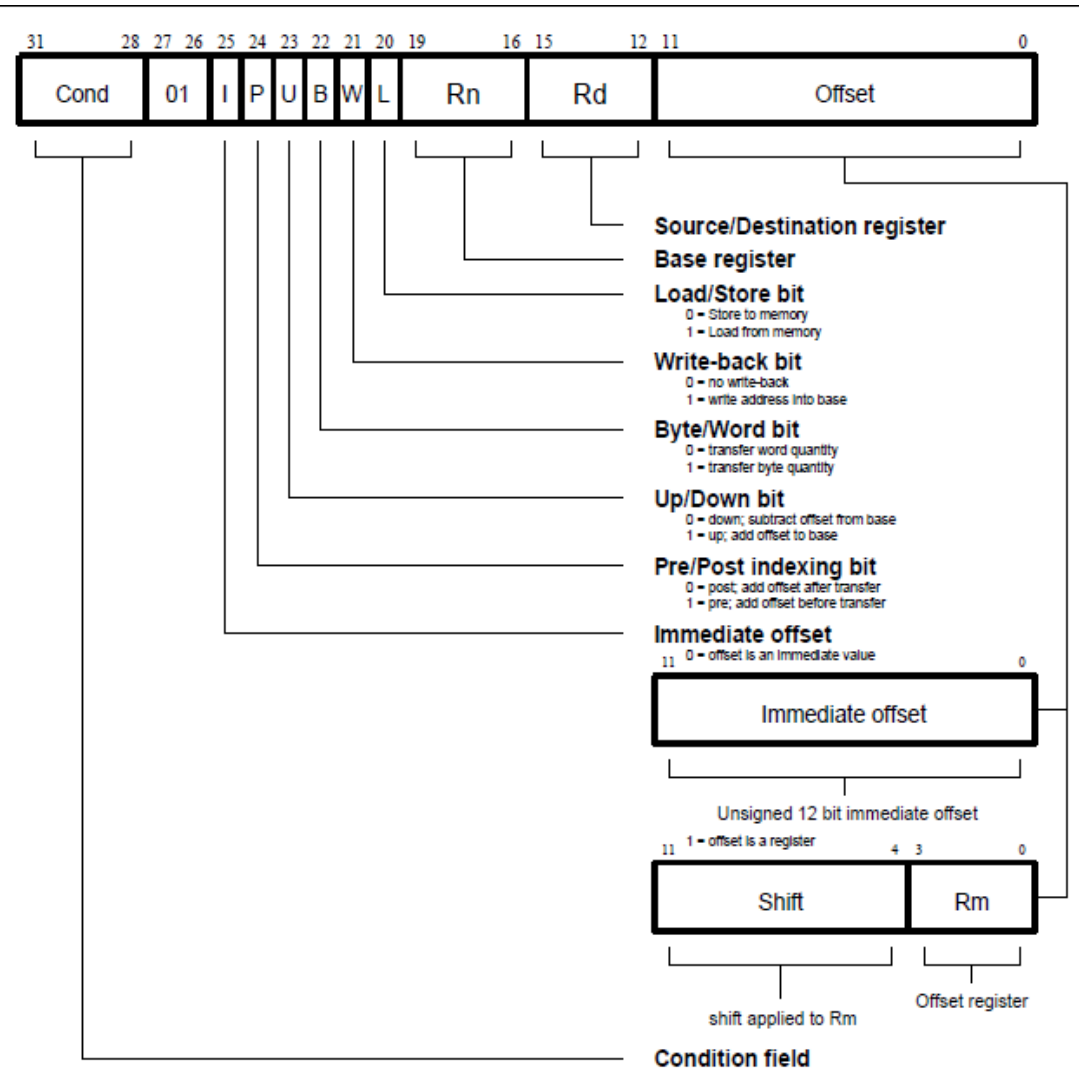 31 28 27 26 25 24 23 22 21 20 19 16 15 12 11 0
Cond 01 I P U B W L Rn Rd Offset
Source/Destination register
Base register
Load/Store bit
0 = Store to memory
1 = Load from memory
Write-back bit
0 = no write-back
1 = write address into base
Byte/Word bit
0 = transfer word quantity
1 = transfer byte quantity
Up/Down bit
0 = down; subtract offset from base
1 = up; add offset to base
Pre/Post indexing bit
0 = post; add offset after transfer
1 = pre; add offset before transfer
Immediate offset
0 = offset is an immediate value
11 0
Immediate offset
Unsigned 12 bit immediate offset
1 = offset is a register
11 4 3 0
Shift Rm
Offset register
shift applied to Rm
Condition field